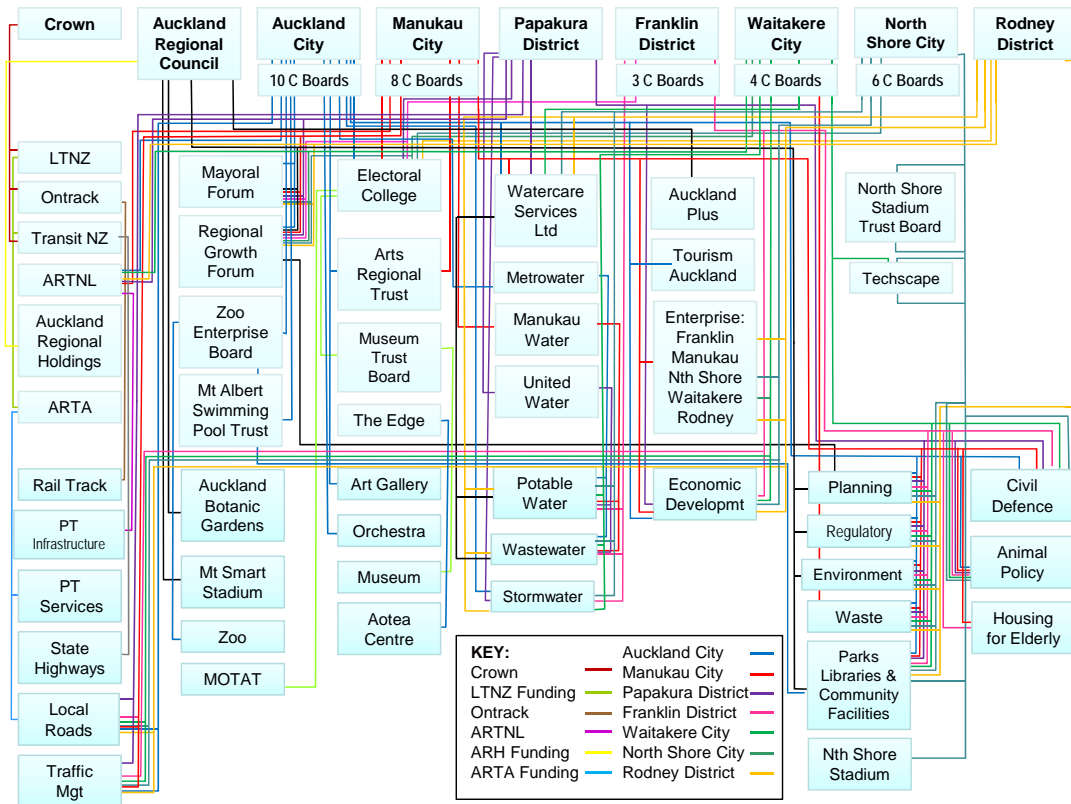 Crown
Auckland
Regional
Council
Auckland
City
Manukau
City
Papakura
District
Franklin
District
Waitakere
City
North
Shore City
Rodney
District
10 C Boards
8 C Boards
3 C Boards
4 C Boards
6 C Boards
LTNZ
Ontrack
Transit NZ
ARTNL
Auckland
Regional
Holdings
ARTA
Rail Track
PT
Infrastructure
PT
Services
State
Highways
Local
Roads
Traffic
Mgt
Mayoral
Forum
Regional
Growth
Forum
Zoo
Enterprise
Board
Mt Albert
Swimming
Pool Trust
Auckland
Botanic
Gardens
Mt Smart
Stadium
Zoo
MOTAT
Electoral
College
Arts
Regional
Trust
Museum
Trust
Board
The Edge
Art Gallery
Orchestra
Museum
Aotea
Centre
Watercare
Services
Ltd
Metrowater
Manukau
Water
United
Water
Potable
Water
Wastewater
Stormwater
Auckland
Plus
Tourism
Auckland
Enterprise:
Franklin
Manukau
Nth Shore
Waitakere
Rodney
Economic
Developmt
North Shore
Stadium
Trust Board
Techscape
Planning
Regulatory
Environment
Waste
Parks
Libraries &
Community
Facilities
Nth Shore
Stadium
Civil
Defence
Animal
Policy
Housing
for Elderly
KEY:
Crown
LTNZ Funding
Ontrack
ARTNL
ARH Funding
ARTA Funding
Auckland City
Manukau City
Papakura District
Franklin District
Waitakere City
North Shore City
Rodney District